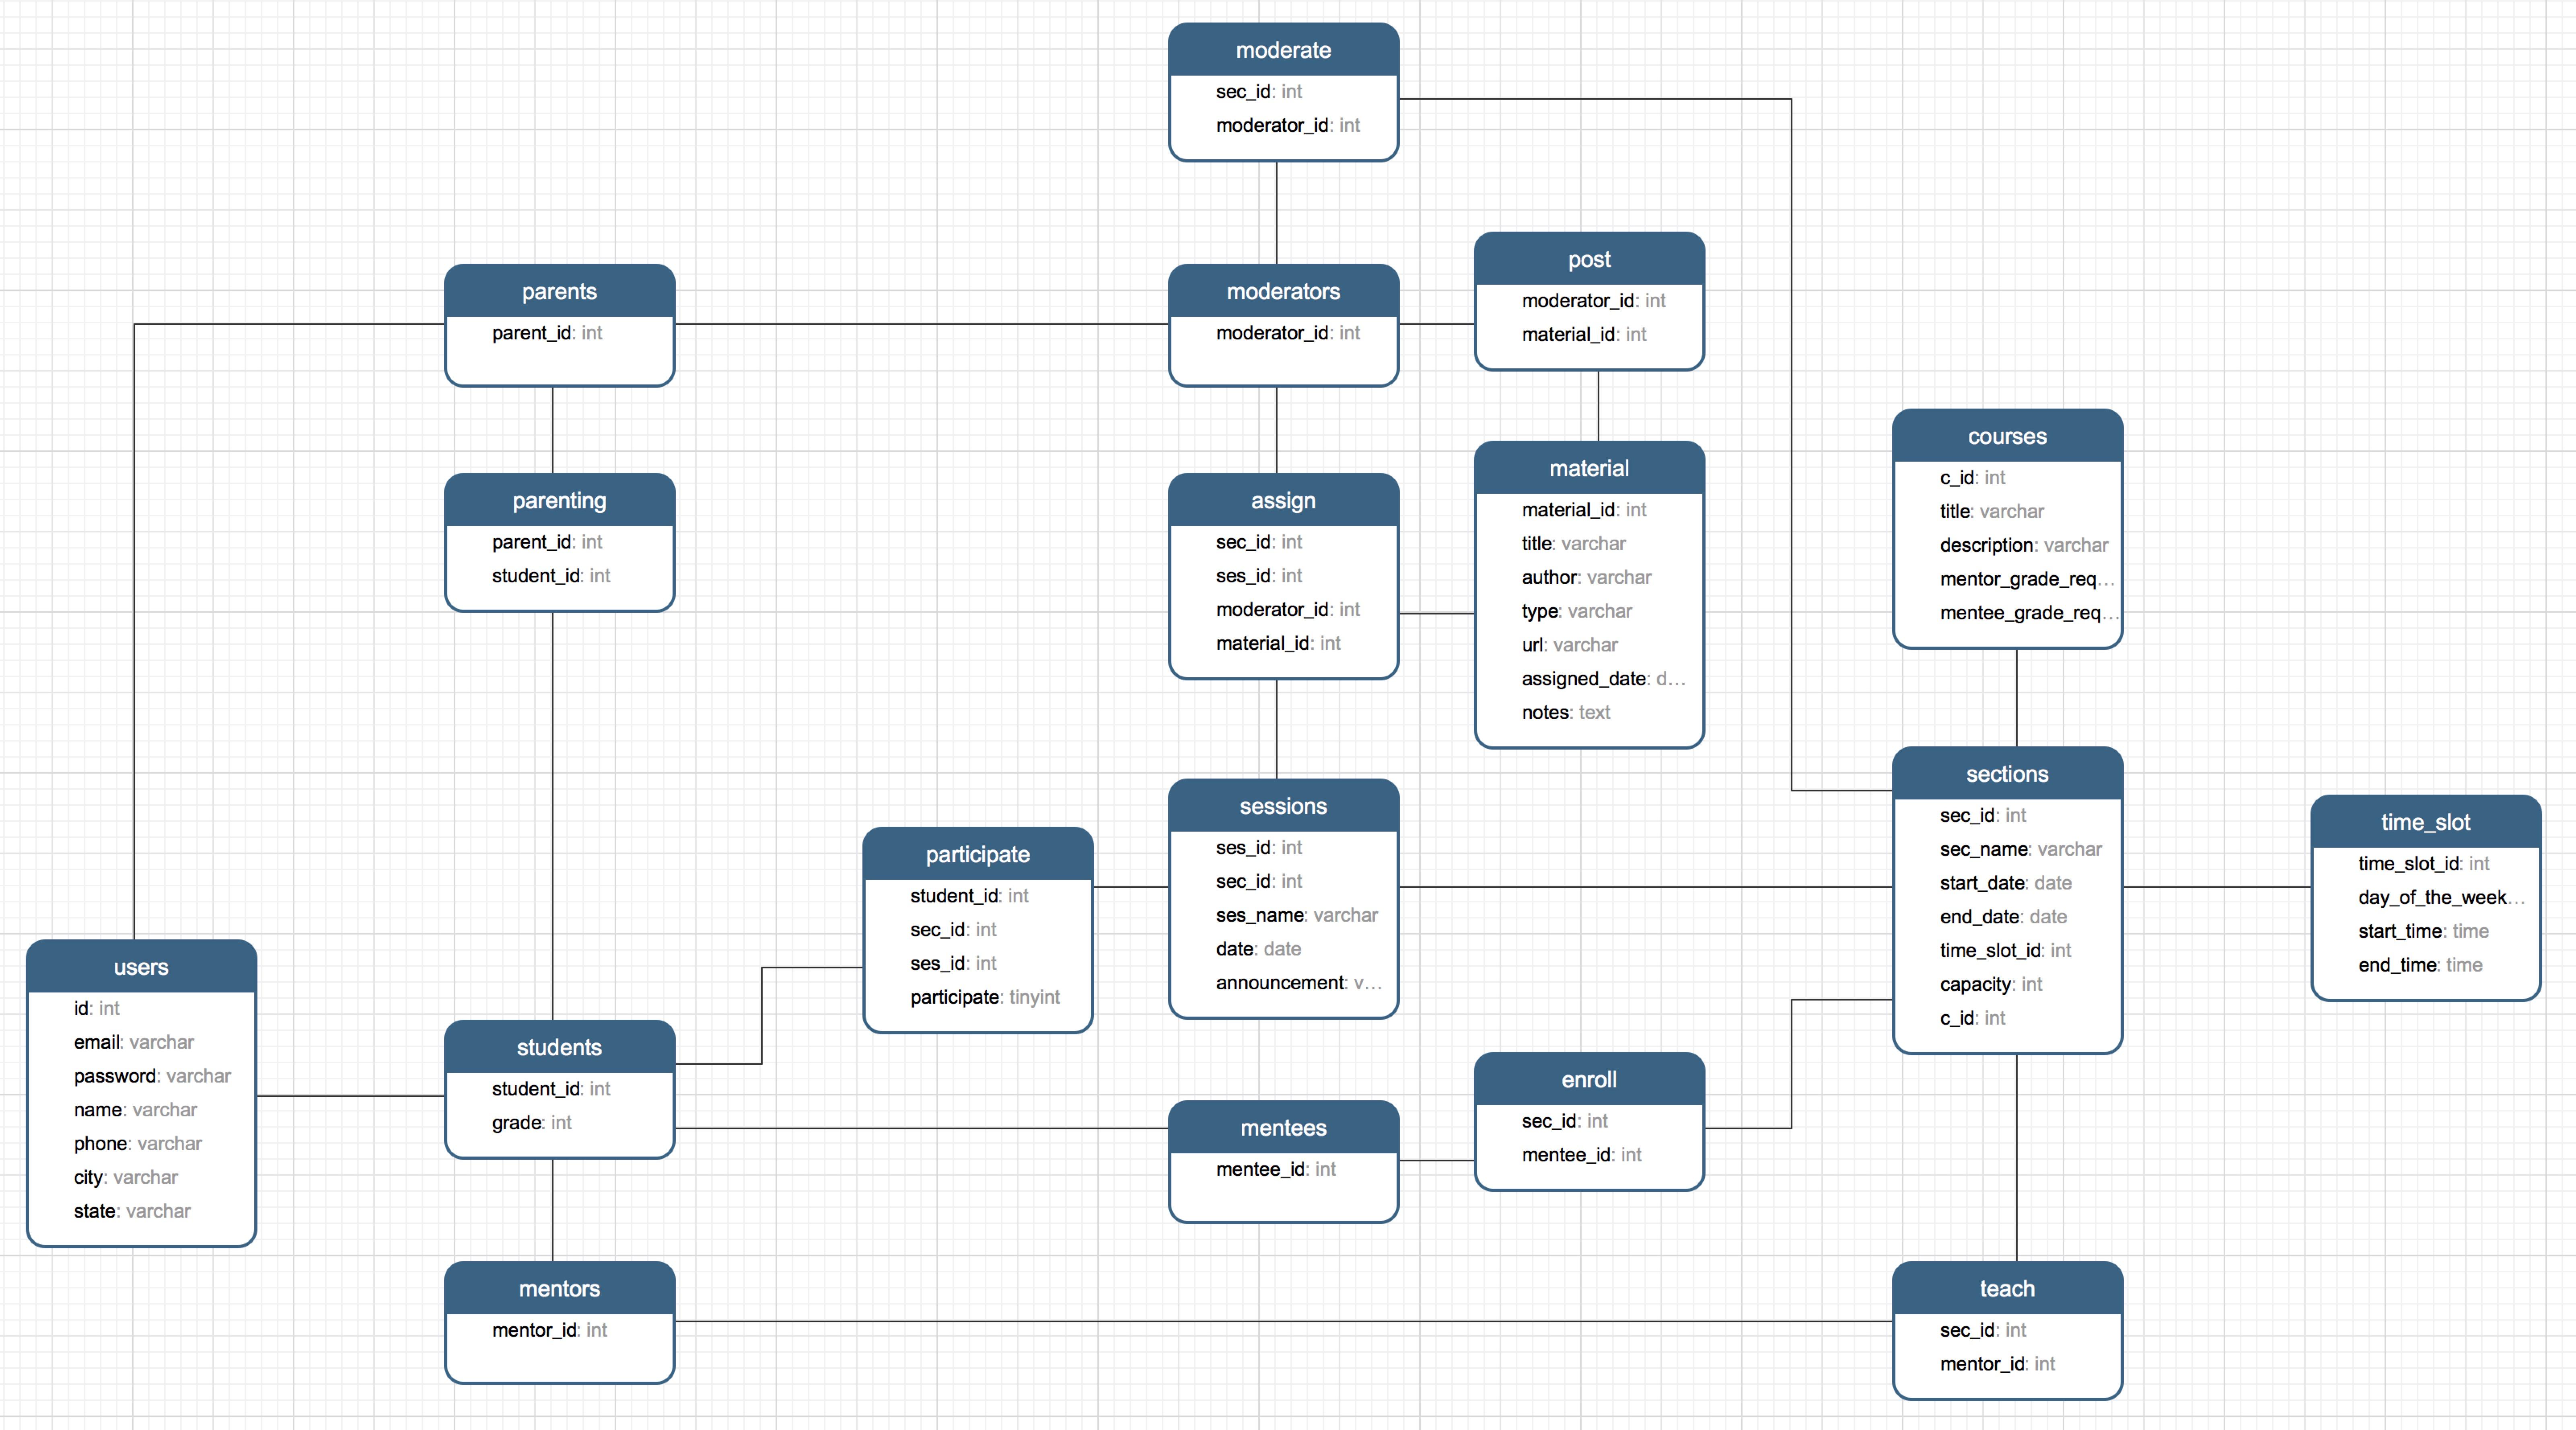 moderate
sec_id: int
moderator_id: int
parents
parent_id: int
moderators
moderator_id: int
post
moderator_id: int
material_id: int
parenting
parent_id: int
student_id: int
assign
sec_id: int
ses_id: int
moderator_id: int
material_id: int
material
material_id: int
title: varchar
author: varchar
type: varchar
url: varchar
assigned_date: d...
notes: text
courses
c_id: int
title: varchar
description: varchar
mentor_grade_req...
mentee_grade_req...
users
id: int
email: varchar
password: varchar
name: varchar
phone: varchar
city: varchar
state: varchar
students
student_id: int
grade: int
participate
student_id: int
sec_id: int
ses_id: int
participate: tinyint
sessions
ses_id: int
sec_id: int
ses_name: varchar
date: date
announcement: v...
sections
sec_id: int
sec_name: varchar
start_date: date
end_date: date
time_slot_id: int
capacity: int
c_id: int
time_slot
time_slot_id: int
day_of_the_week...
start_time: time
end_time: time
mentees
mentee_id: int
enroll
sec_id: int
mentee_id: int
mentors
mentor_id: int
teach
sec_id: int
mentor_id: int